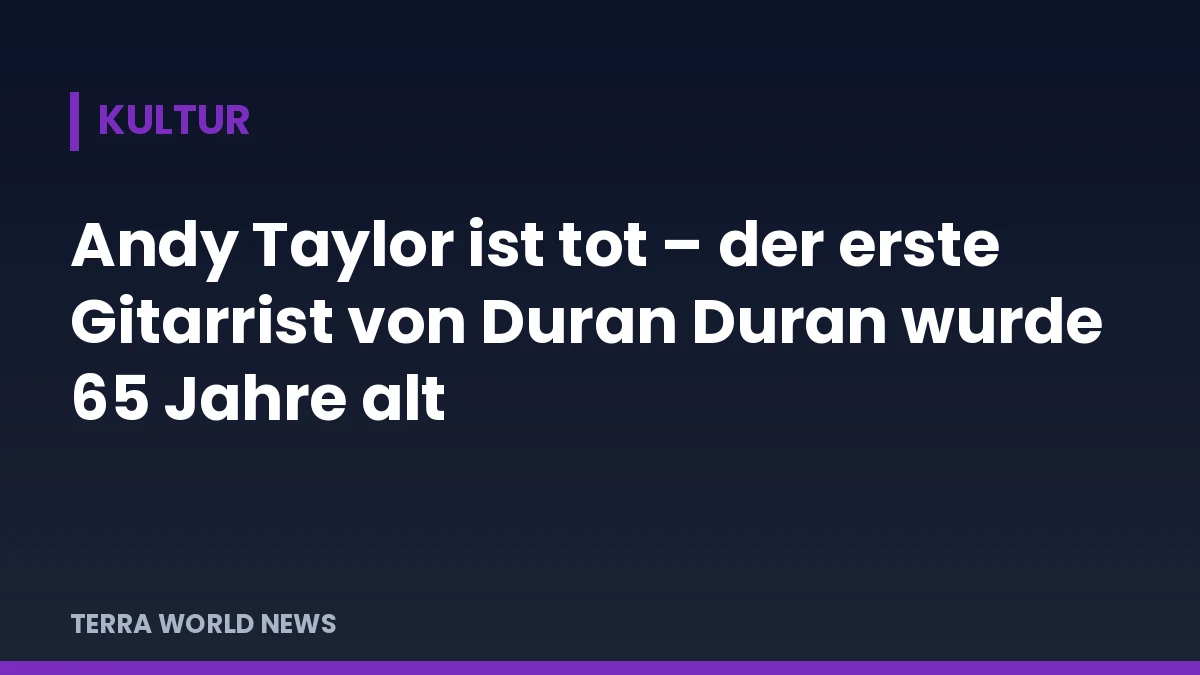 KULTUR
Andy Taylor ist tot – der erste
Gitarrist von Duran Duran wurde
65 Jahre alt
TERRA WORLD NEWS